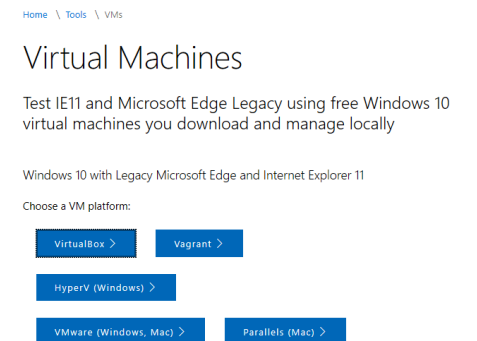 Home \ Tools \ VMs
Virtual Machines
Test IE11 and Microsoft Edge Legacy using free Windows 10
virtual machines you download and manage locally
Windows 10 with Legacy Microsoft Edge and Internet Explorer 11
Choose a VM platform:
VirtualBox >
Vagrant >
HyperV (Windows) >
VMware (Windows, Mac) >
Parallels (Mac) >